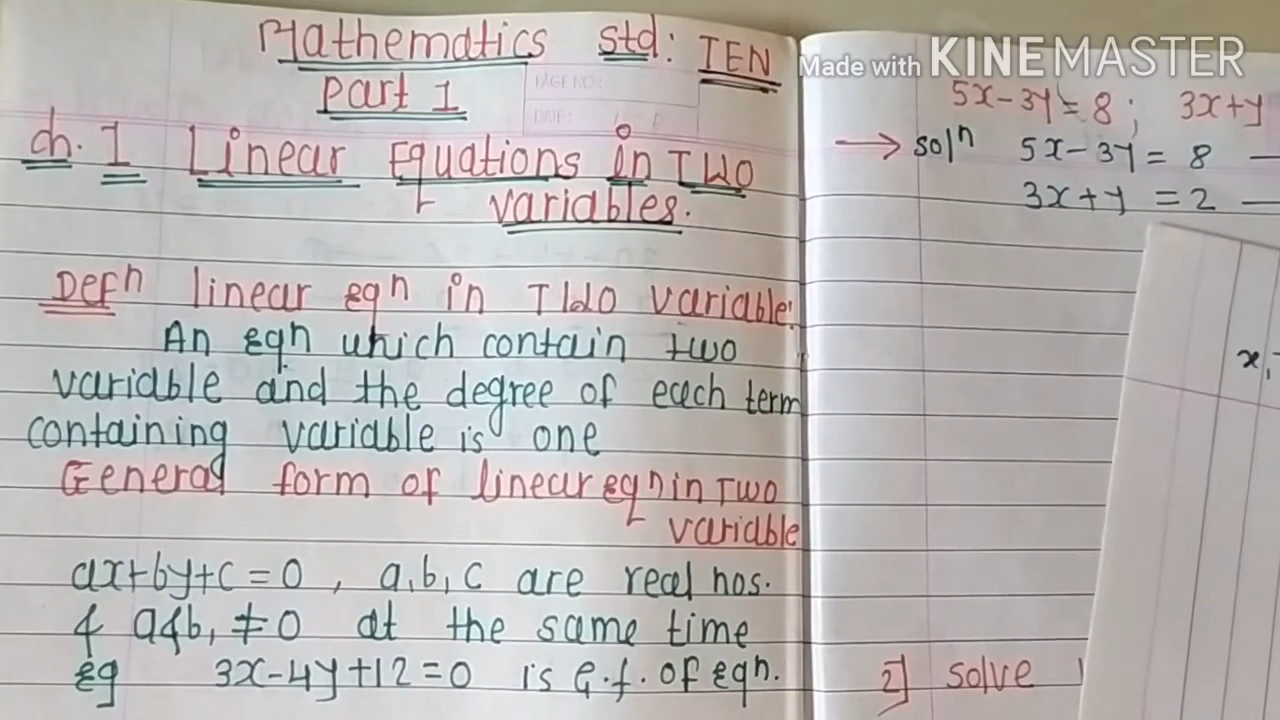 Mathematics std: TEN
Part 1
PAGE NO:
DATE:
ch. I Linear Equations in TWO
variables.
Defⁿ linear eqⁿ in TWO variable:
An eqn which contain two
variable and the degree of each term
containing variable is one
General form of linear eqⁿ in TWO
variable
ax+by+c=0 , a,b,c are real nos.
& a&b, ≠0 at the same time
eg 3x-4y+12=0 is G.f. of eqn.
Made with KINEMASTER
5x-3y=8; 3x+y
→ solⁿ 5x-3y= 8 —
3x+y =2 —
2] solve